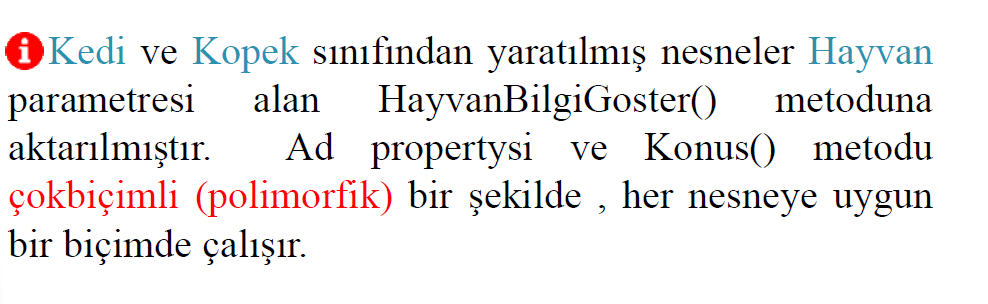 Kedi ve Kopek sınıfından yaratılmış nesneler Hayvan
parametresi alan HayvanBilgiGoster() metoduna
aktarılmıştır. Ad propertysi ve Konus() metodu
çokbiçimli (polimorfik) bir şekilde , her nesneye uygun
bir biçimde çalışır.